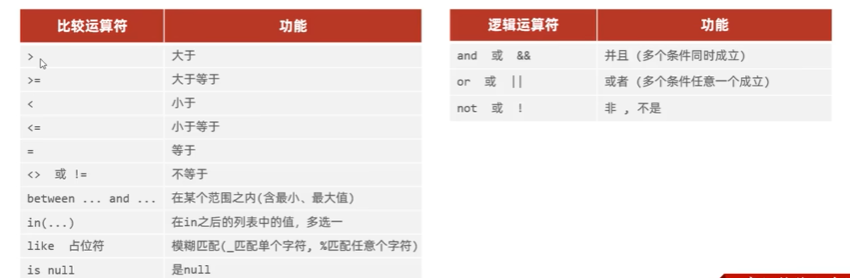 比较运算符 功能
> 大于
>= 大于等于
< 小于
<= 小于等于
= 等于
<> 或 != 不等于
between ... and ... 在某个范围之内(含最小、最大值)
in(...) 在in之后的列表中的值，多选一
like 占位符 模糊匹配(_匹配单个字符, %匹配任意个字符)
is null 是null
逻辑运算符 功能
and 或 && 并且 (多个条件同时成立)
or 或 || 或者 (多个条件任意一个成立)
not 或 ! 非 , 不是